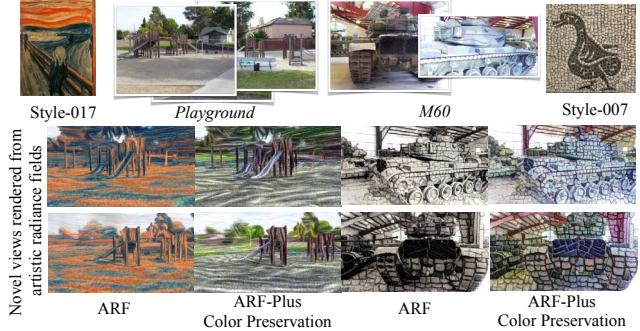 Style-017
Playground
M60
Style-007
Novel views rendered from
artistic radiance fields
ARF
ARF-Plus
Color Preservation
ARF
ARF-Plus
Color Preservation